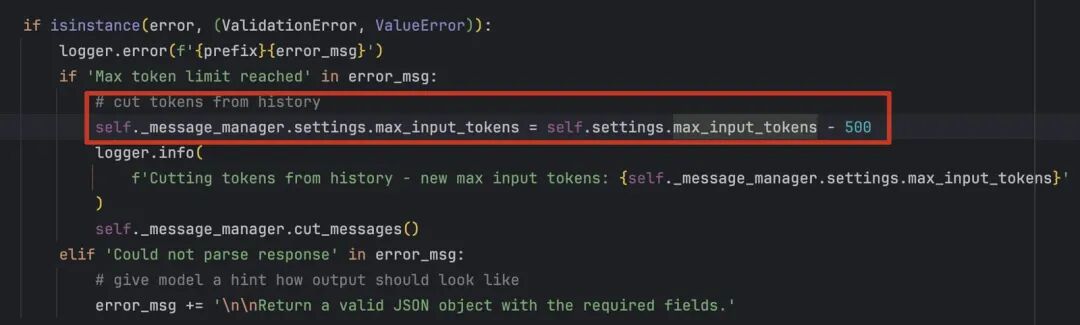 if isinstance(error, (ValidationError, ValueError)):
logger.error(f'{prefix}{error_msg}')
if 'Max token limit reached' in error_msg:
# cut tokens from history
self._message_manager.settings.max_input_tokens = self.settings.max_input_tokens - 500
logger.info(
f'Cutting tokens from history - new max input tokens: {self._message_manager.settings.max_input_tokens}'
)
self._message_manager.cut_messages()
elif 'Could not parse response' in error_msg:
# give model a hint how output should look like
error_msg += '\n\nReturn a valid JSON object with the required fields.'